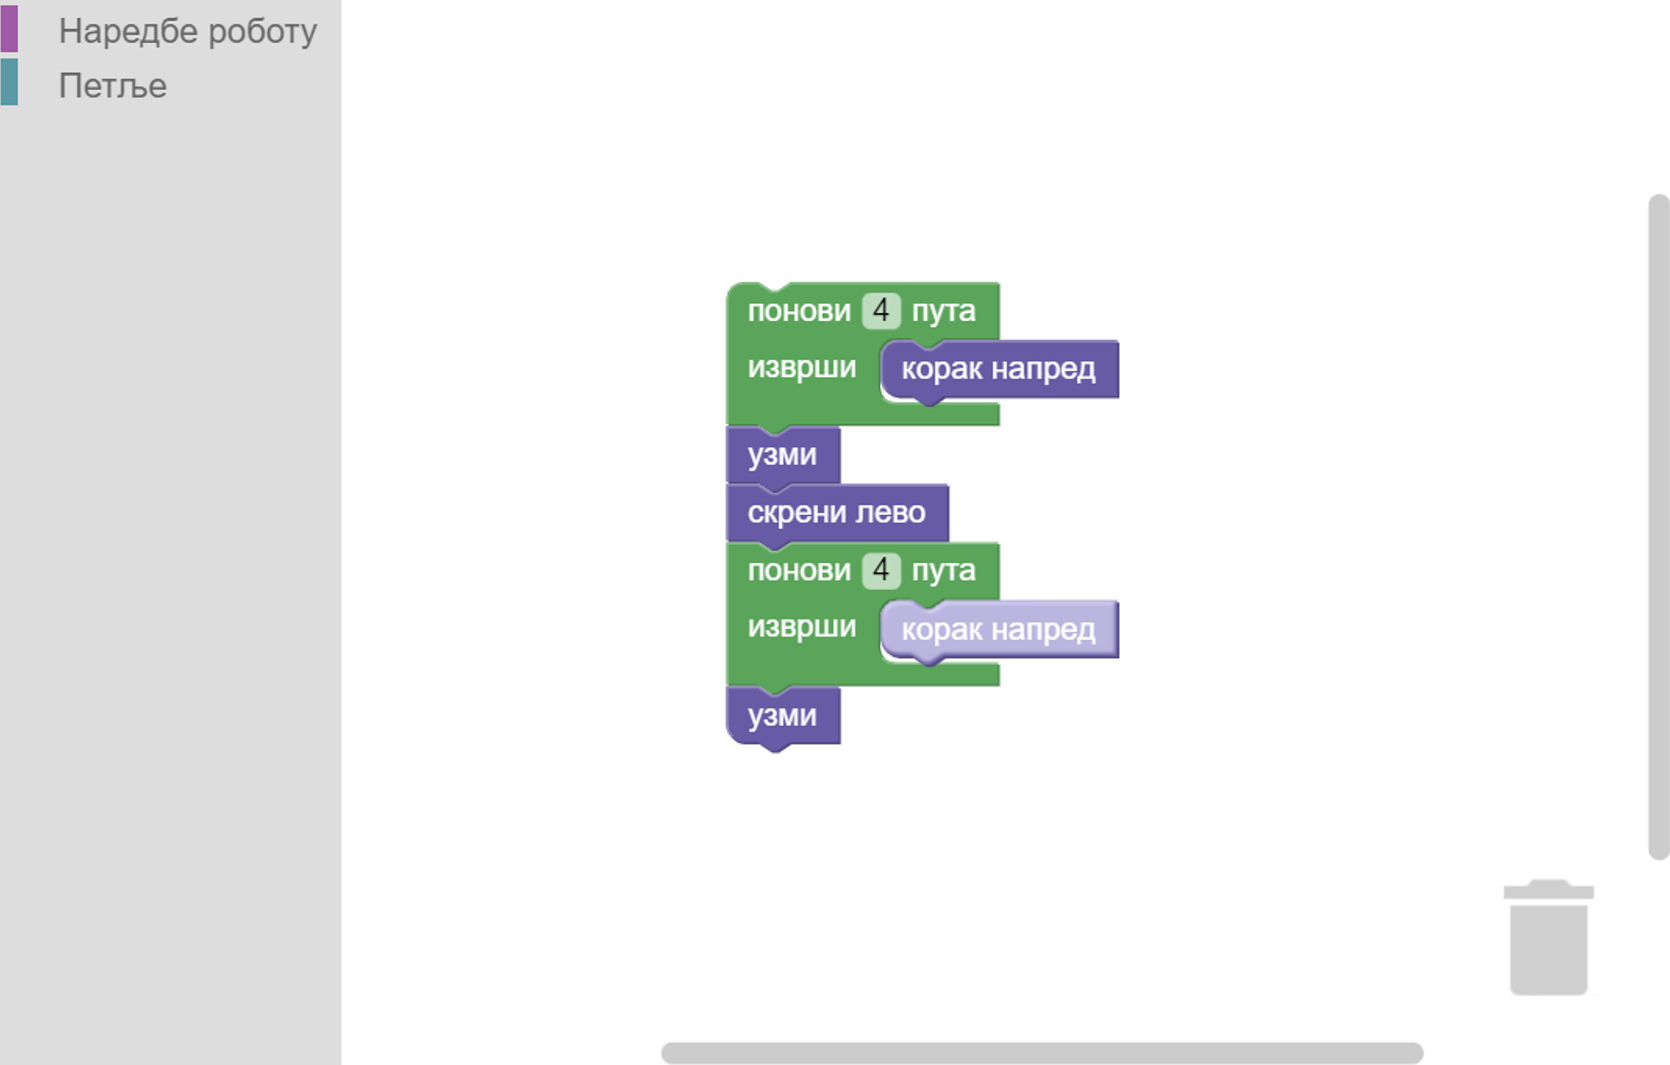 Наредбе роботу
Петље
понови 4 пута
изврши корак напред
узми
скрени лево
понови 4 пута
изврши корак напред
узми